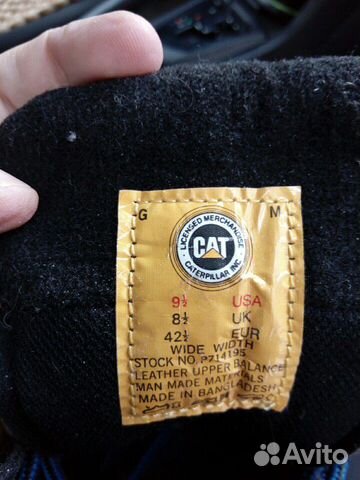 G M
LICENSED MERCHANDISE
CAT
CATERPILLAR INC.
9½ USA
8½ UK
42½ EUR
WIDE WIDTH
STOCK NO. P714195
LEATHER UPPER BALANCE
MAN MADE MATERIALS
MADE IN BANGLADESH
Avito